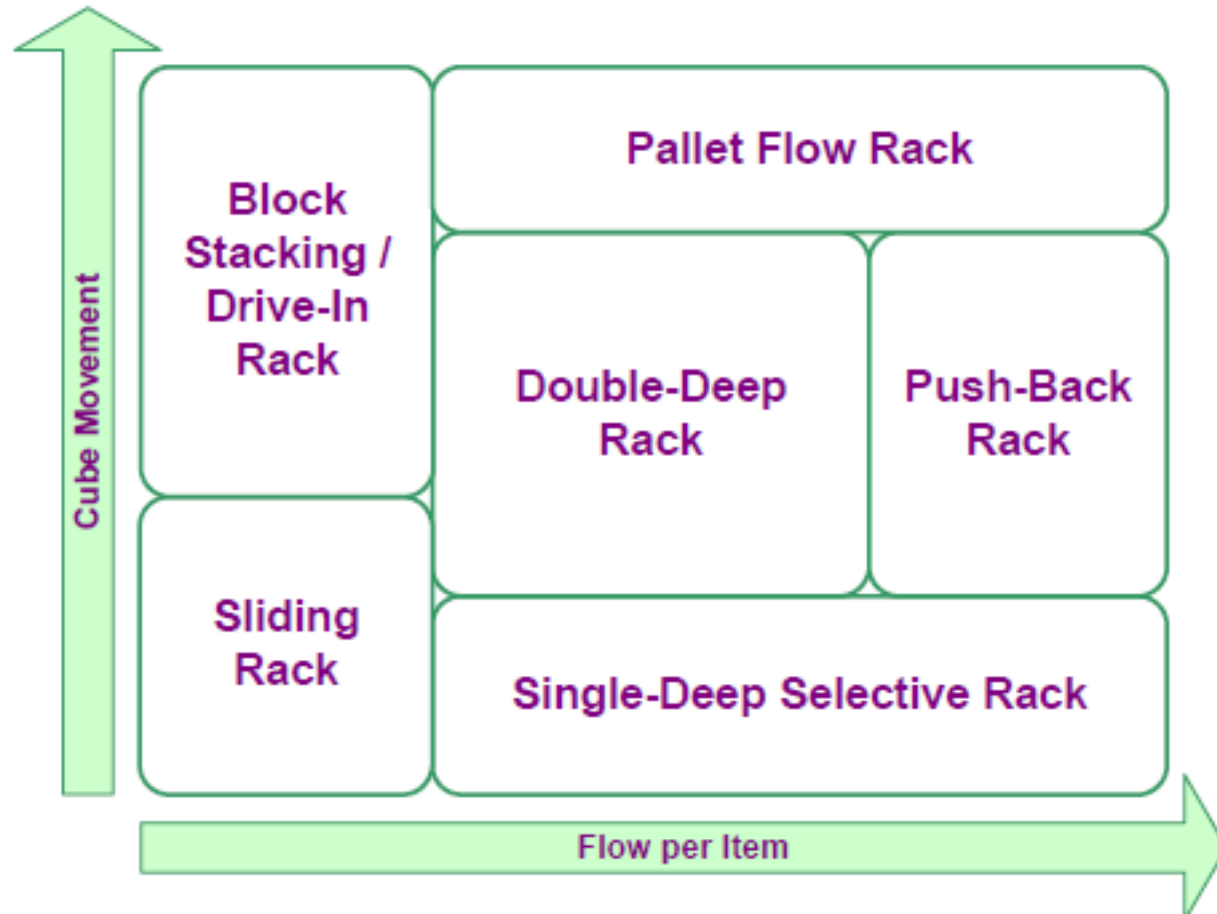 Cube Movement
Block
Stacking /
Drive-In
Rack
Pallet Flow Rack
Double-Deep
Rack
Push-Back
Rack
Sliding
Rack
Single-Deep Selective Rack
Flow per Item